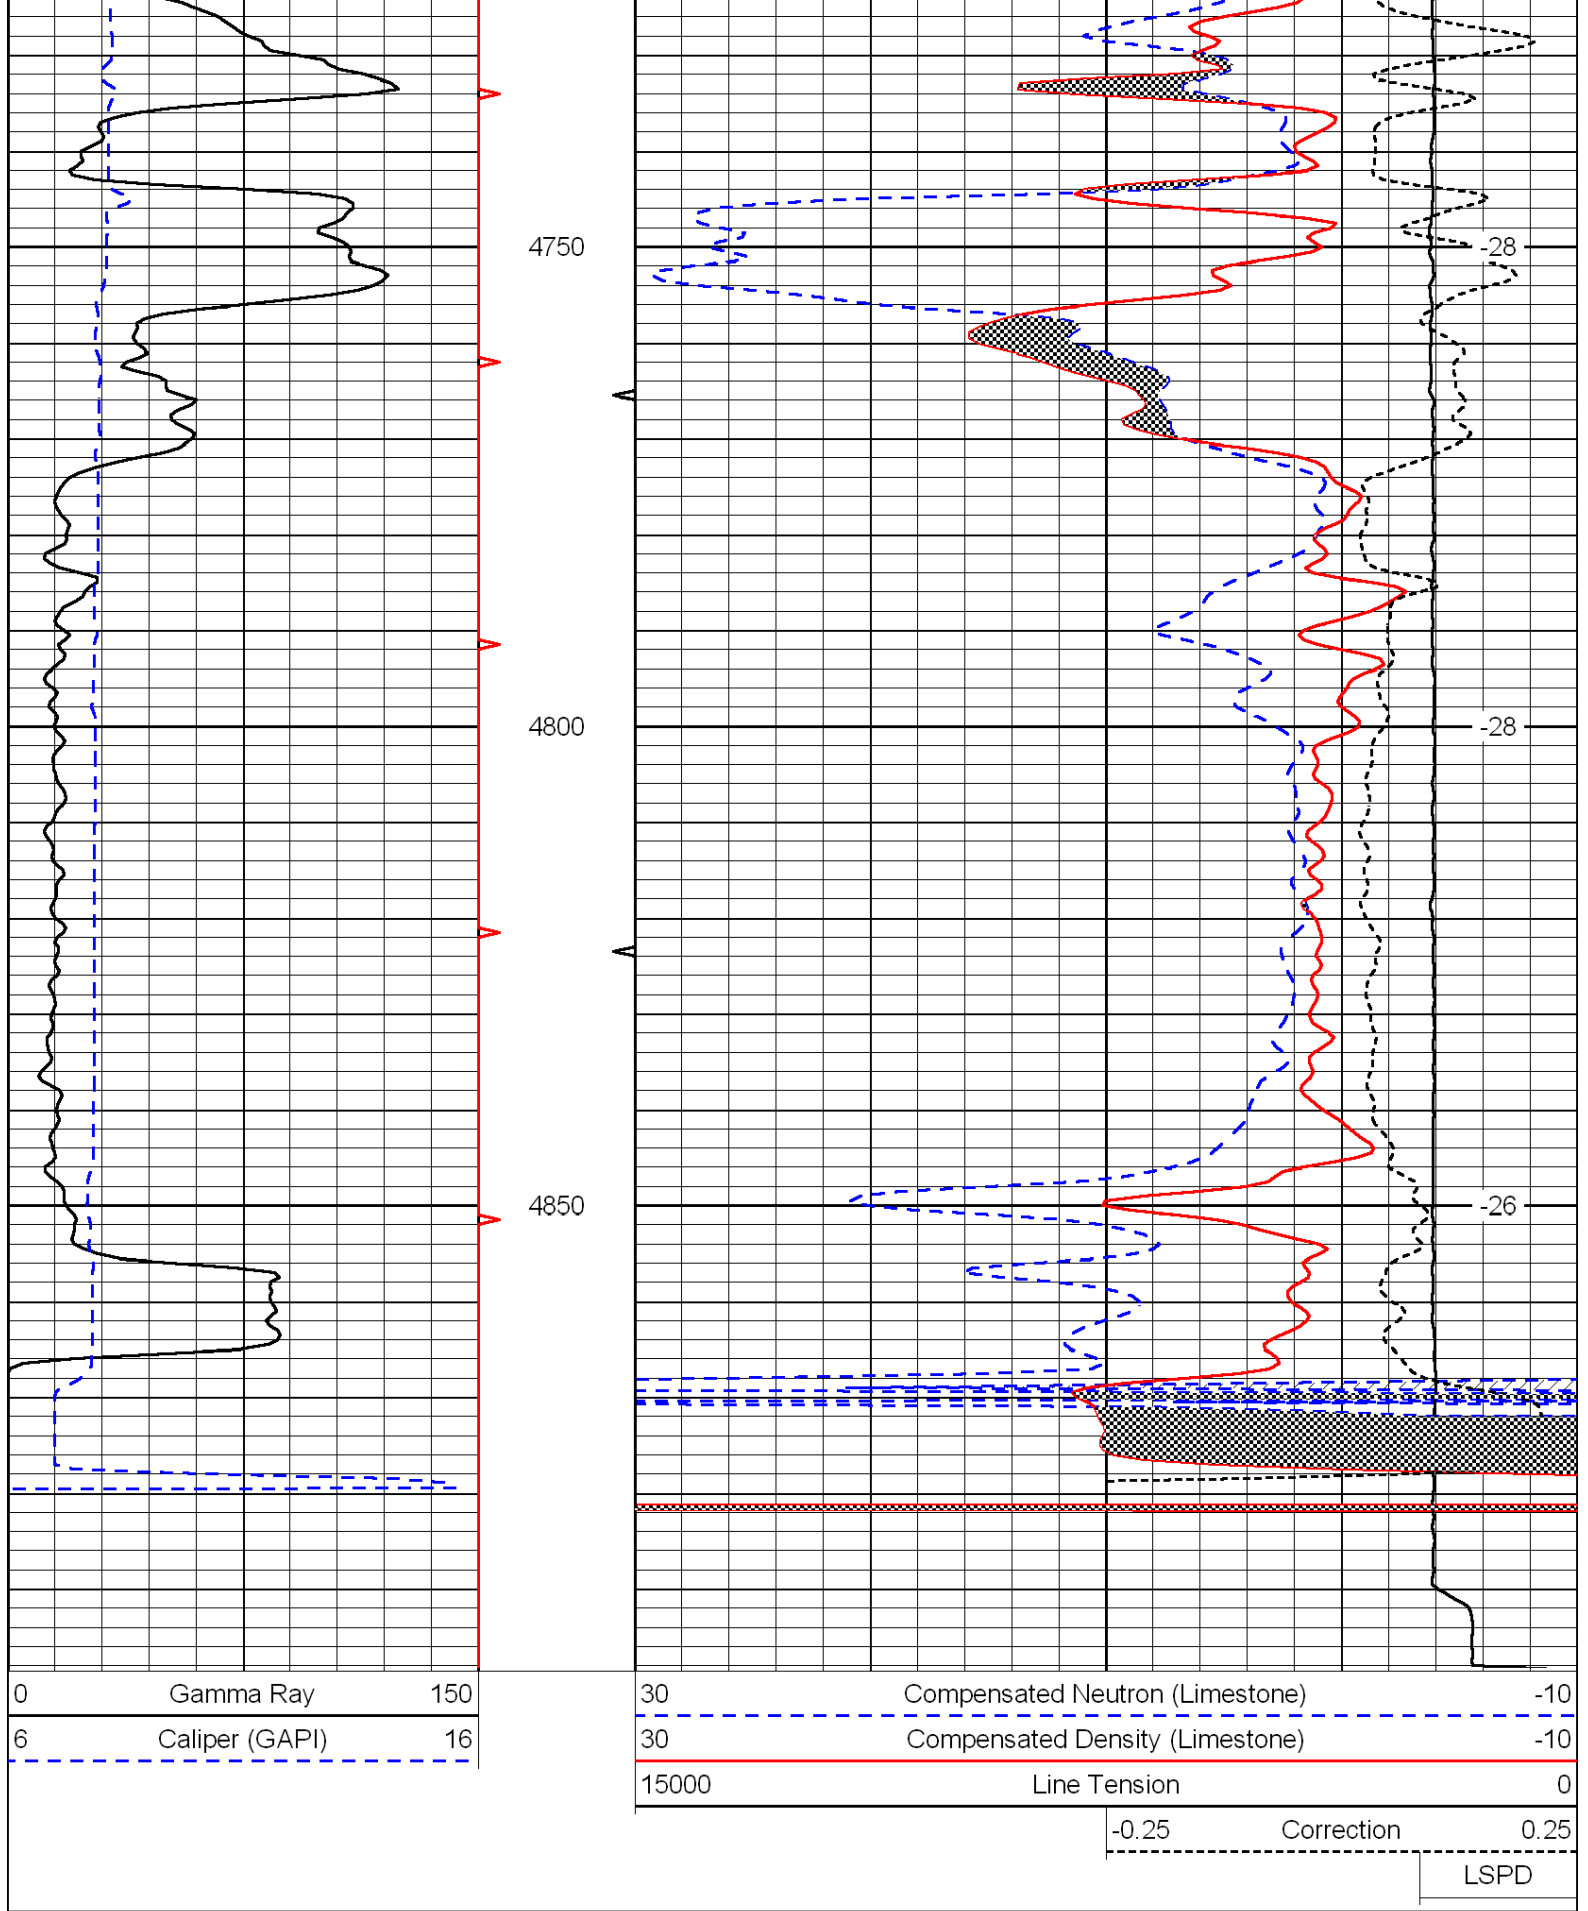 4750
-28
4800
-28
4850
-26
0 Gamma Ray 150
6 Caliper (GAPI) 16
30 Compensated Neutron (Limestone) -10
30 Compensated Density (Limestone) -10
15000 Line Tension 0
-0.25 Correction 0.25
LSPD